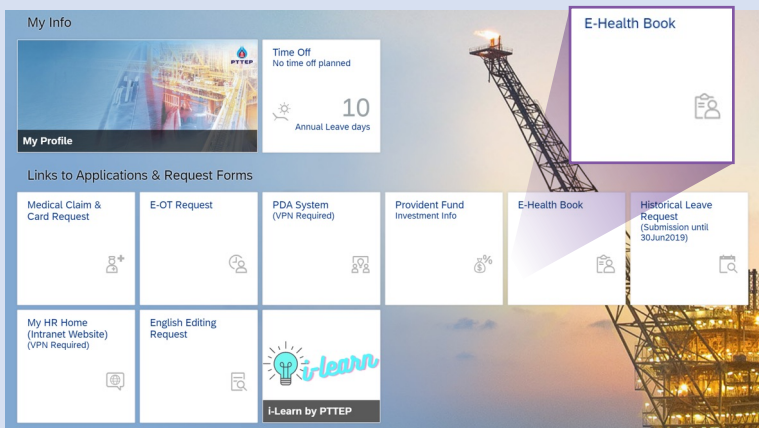 My Info
E-Health Book
PTTEP
My Profile
Time Off
No time off planned
10
Annual Leave days
Links to Applications & Request Forms
Medical Claim &
Card Request
E-OT Request
PDA System
(VPN Required)
Provident Fund
Investment Info
E-Health Book
Historical Leave
Request
(Submission until
30Jun2019)
My HR Home
(Intranet Website)
(VPN Required)
English Editing
Request
i-learn
i-Learn by PTTEP